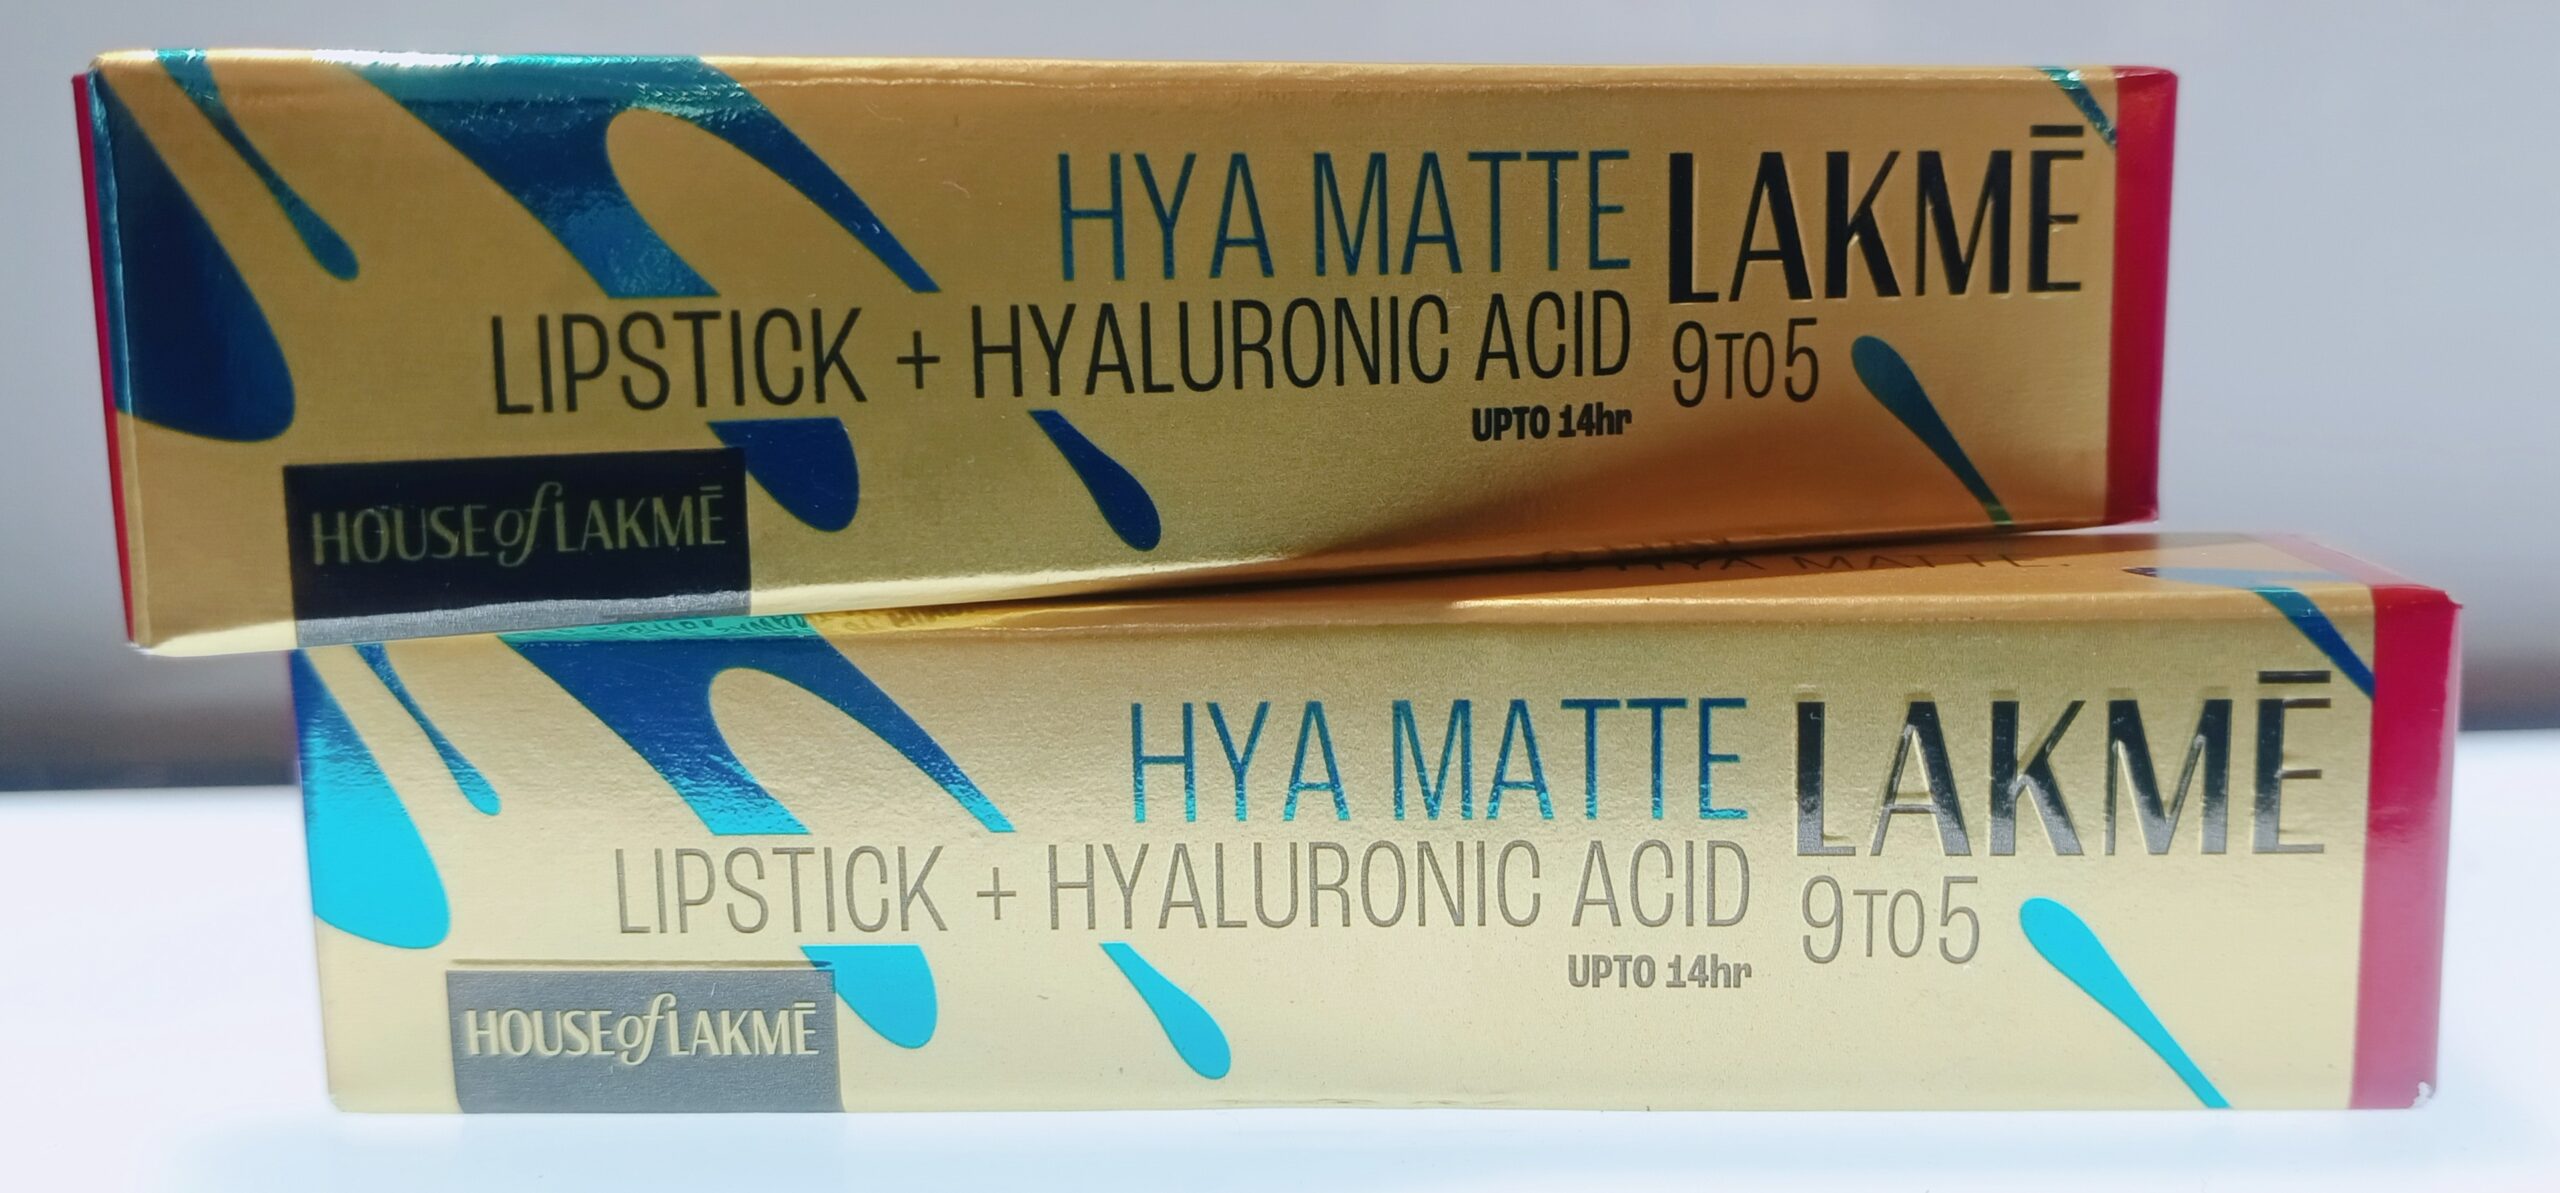 HYA MATTE
LIPSTICK + HYALURONIC ACID
UPTO 14hr
LAKMĒ
9TO5
HOUSE of LAKMĒ
HYA MATTE
LIPSTICK + HYALURONIC ACID
UPTO 14hr
LAKMĒ
9TO5
HOUSE of LAKMĒ